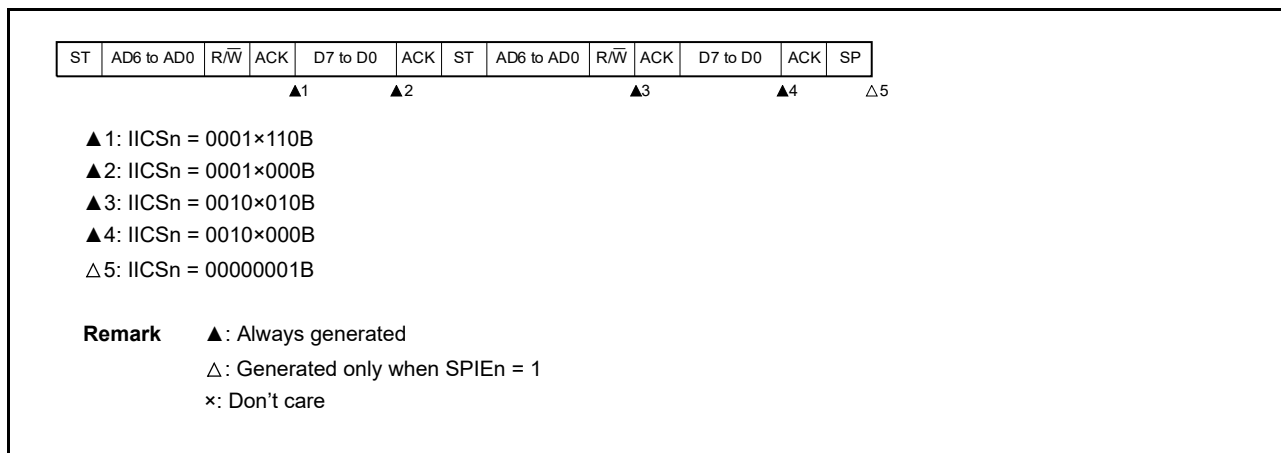 ST AD6 to AD0 R/W̅ ACK D7 to D0 ACK ST AD6 to AD0 R/W̅ ACK D7 to D0 ACK SP
▲1 ▲2 ▲3 ▲4 △5
▲1: IICSn = 0001×110B
▲2: IICSn = 0001×000B
▲3: IICSn = 0010×010B
▲4: IICSn = 0010×000B
△5: IICSn = 00000001B
Remark ▲: Always generated
△: Generated only when SPIEn = 1
×: Don’t care